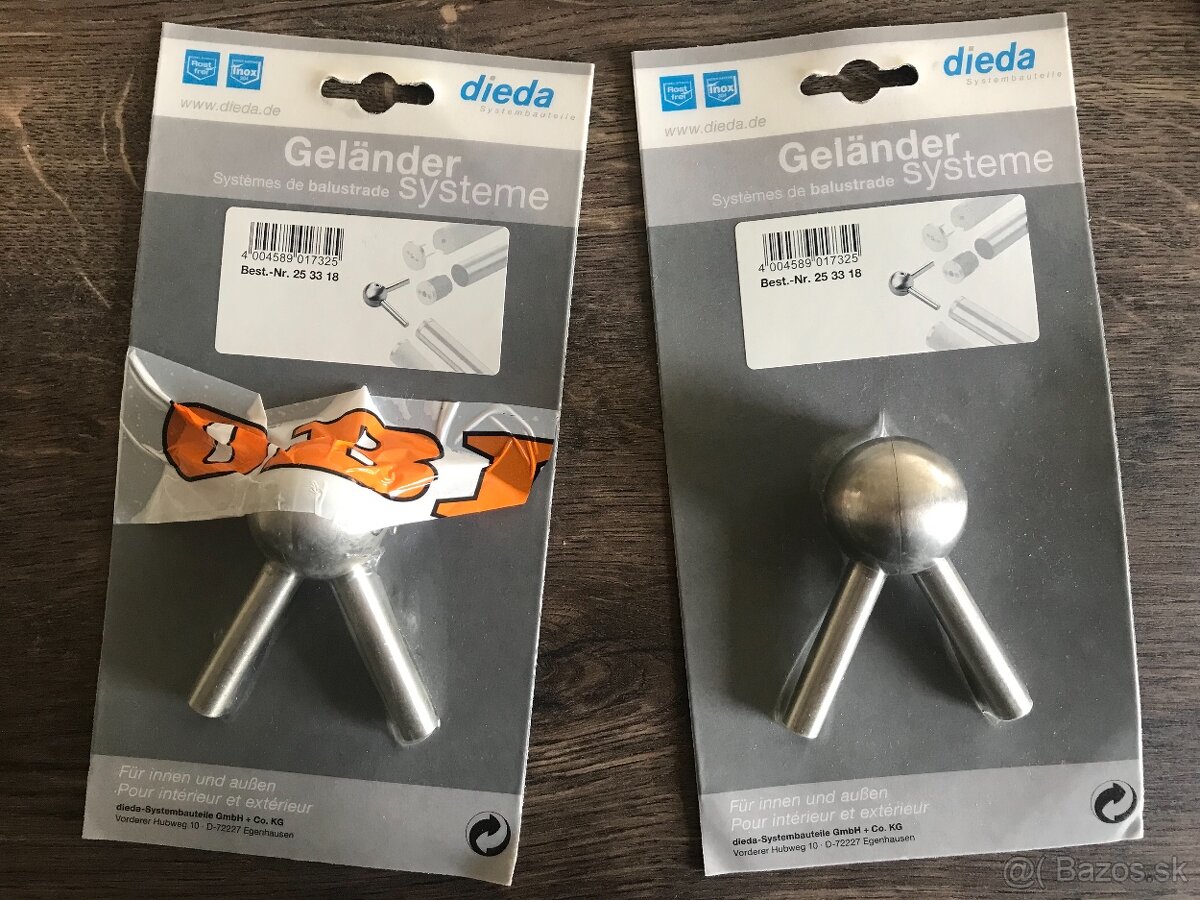 Rost
frei
Inox
304
dieda
Systembauteile
www.dieda.de
Geländer
Systèmes de balustrade systeme
4 004589 017325
Best.-Nr. 25 33 18
OBI
Für innen und außen
Pour intérieur et extérieur
dieda-Systembauteile GmbH + Co. KG
Vorderer Hubweg 10 · D-72227 Egenhausen
Rost
frei
Inox
304
dieda
Systembauteile
www.dieda.de
Geländer
Systèmes de balustrade systeme
4 004589 017325
Best.-Nr. 25 33 18
Für innen und außen
Pour intérieur et extérieur
dieda-Systembauteile GmbH + Co. KG
Vorderer Hubweg 10 · D-72227 Egenhausen
Bazos.sk